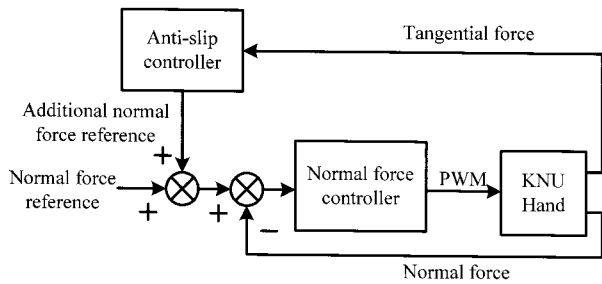 Anti-slip
controller
Tangential force
Additional normal
force reference
+
Normal force
reference
+
+
−
Normal force
controller
PWM
KNU
Hand
Normal force